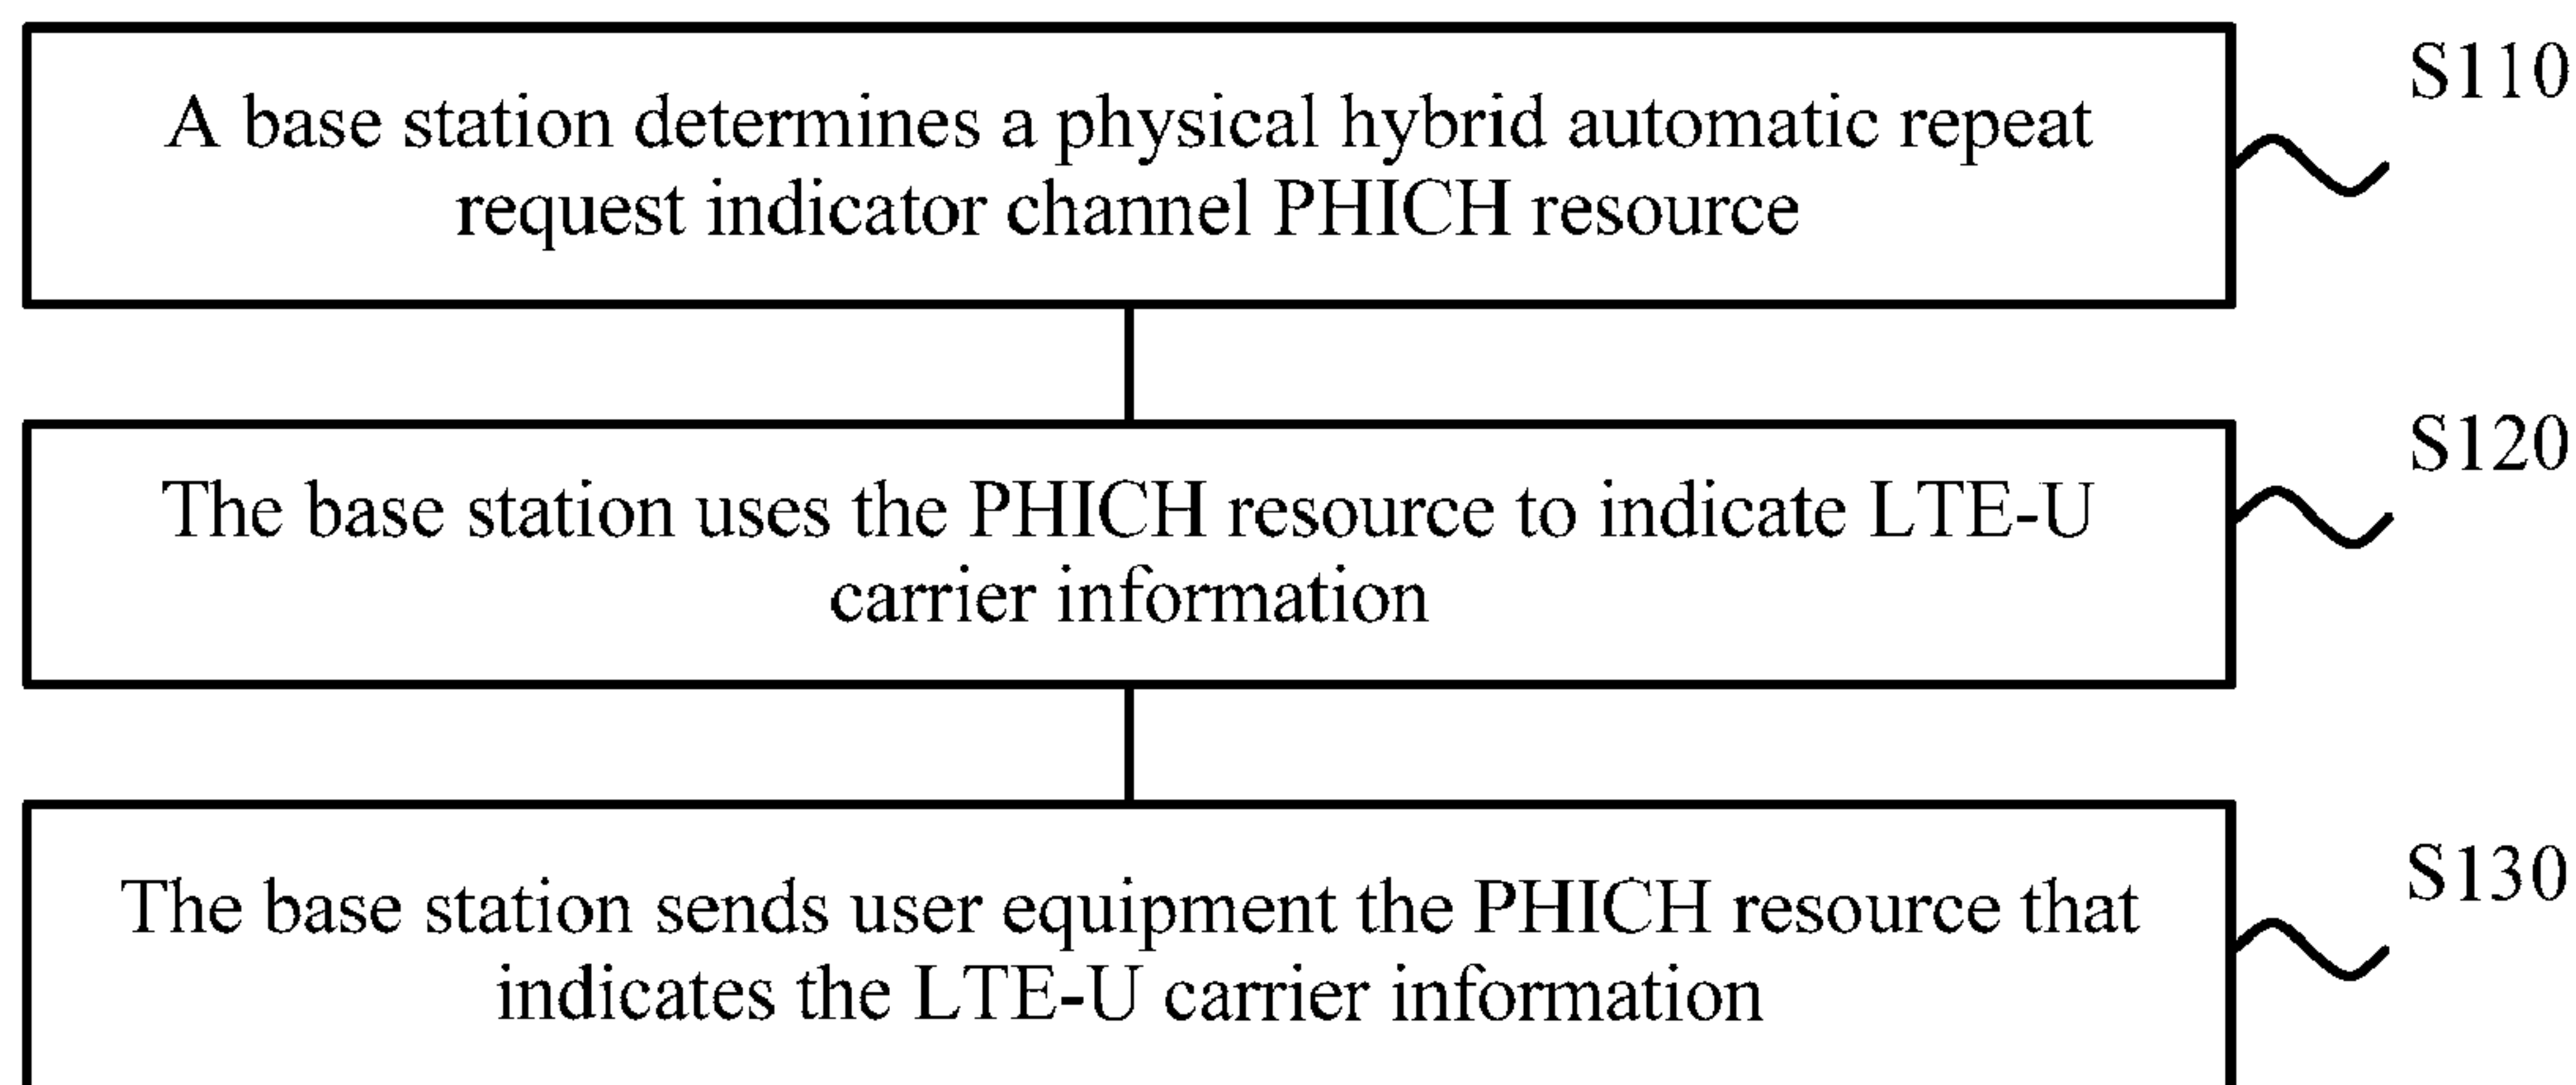 S110
A base station determines a physical hybrid automatic repeat
request indicator channel PHICH resource
S120
The base station uses the PHICH resource to indicate LTE-U
carrier information
S130
The base station sends user equipment the PHICH resource that
indicates the LTE-U carrier information